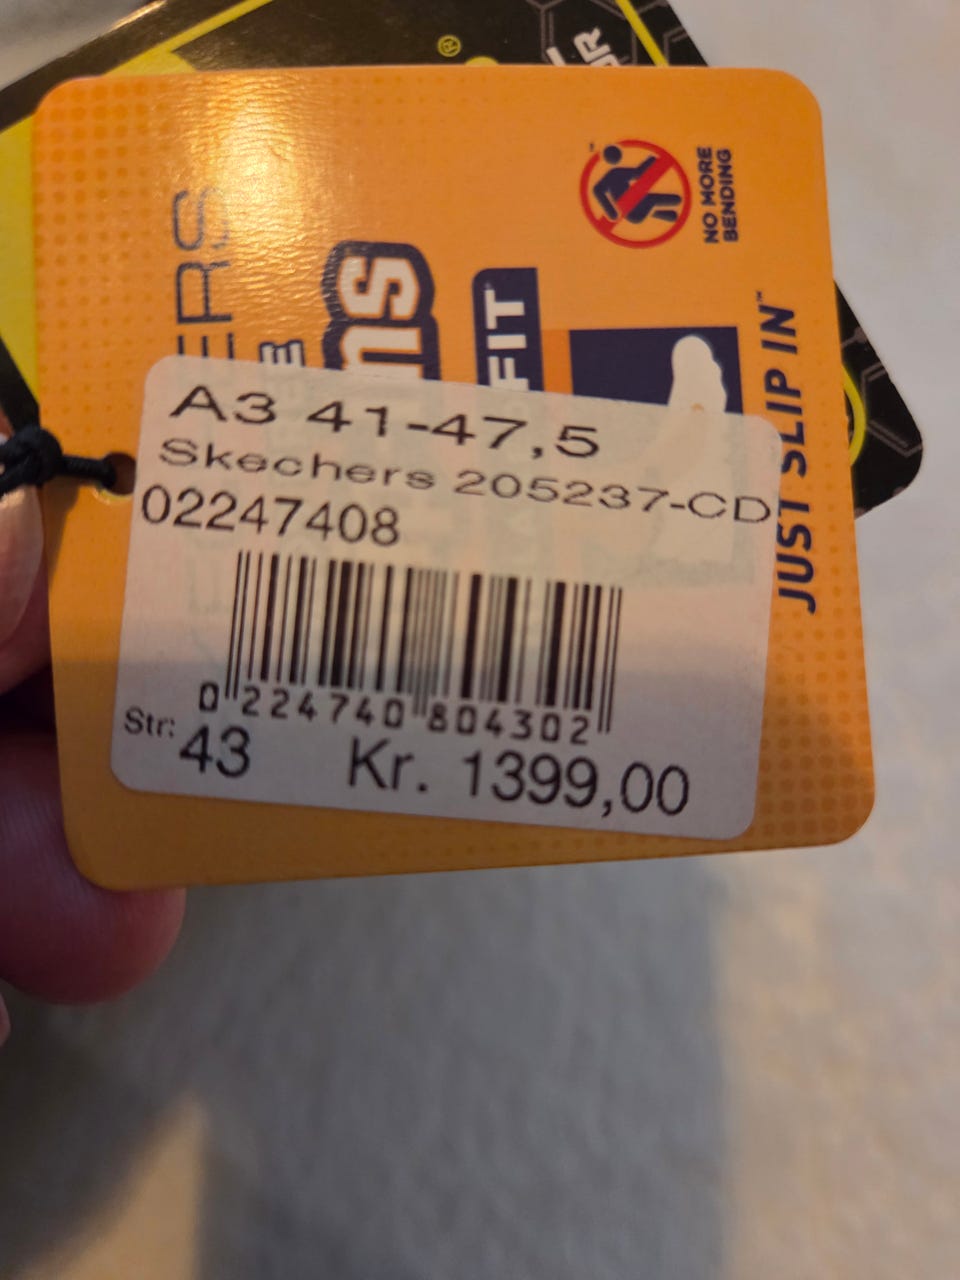 A3 41-47,5
Skechers 205237-CD
02247408
0 224740 804302
Str: 43 Kr. 1399,00
NO MORE
BENDING
JUST SLIP IN™
FIT